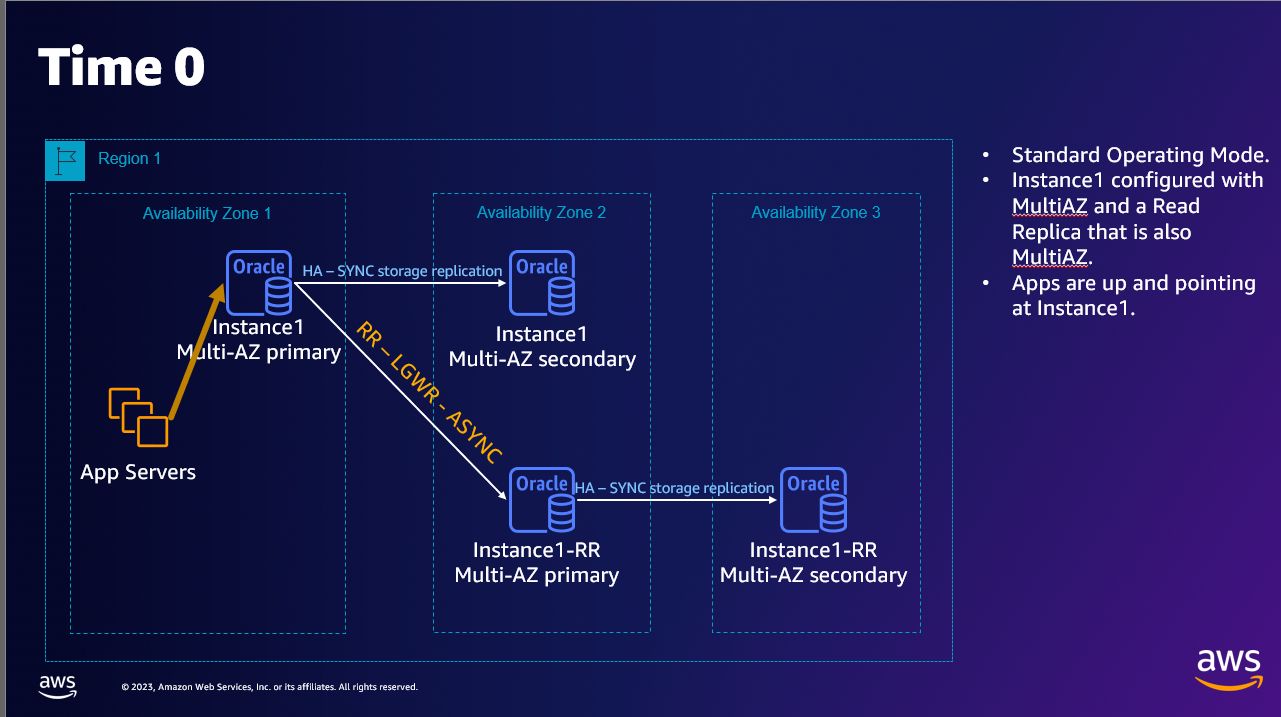 Time 0
Region 1
Availability Zone 1
Availability Zone 2
Availability Zone 3
Oracle
HA – SYNC storage replication
Oracle
Instance1
Multi-AZ primary
Instance1
Multi-AZ secondary
RR – LGWR - ASYNC
App Servers
Oracle
HA – SYNC storage replication
Oracle
Instance1-RR
Multi-AZ primary
Instance1-RR
Multi-AZ secondary
• Standard Operating Mode.
• Instance1 configured with
MultiAZ and a Read
Replica that is also
MultiAZ.
• Apps are up and pointing
at Instance1.
aws
© 2023, Amazon Web Services, Inc. or its affiliates. All rights reserved.
aws